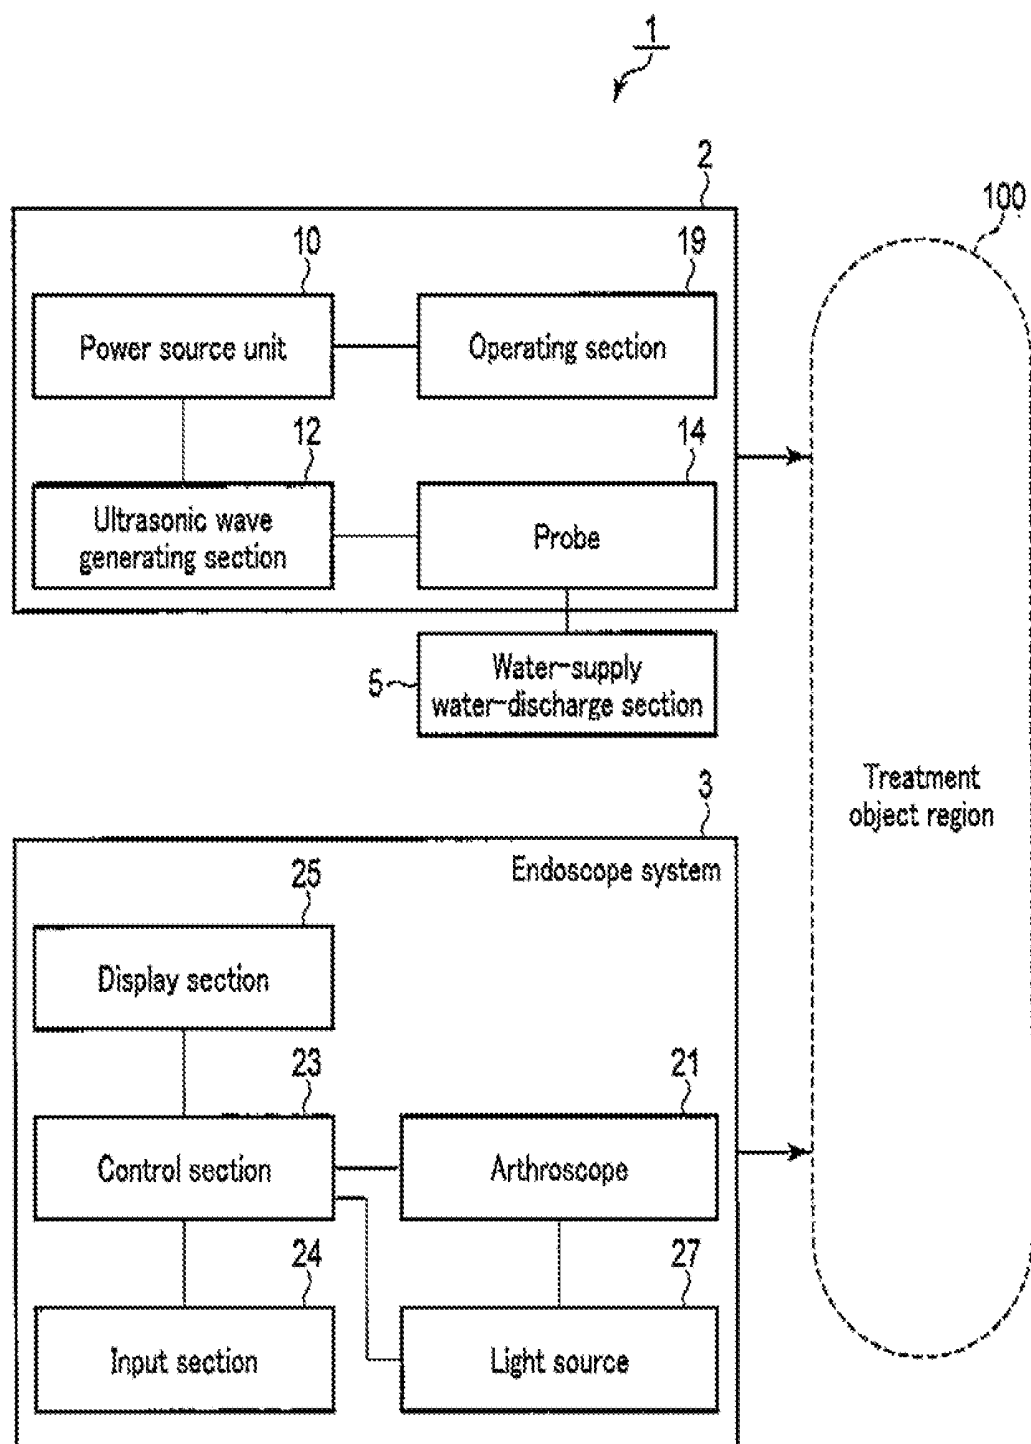 1
2
100
10
19
Power source unit
Operating section
12
14
Ultrasonic wave
generating section
Probe
5
Water-supply
water-discharge section
Treatment
object region
3
Endoscope system
25
Display section
23
21
Control section
Arthroscope
24
27
Input section
Light source